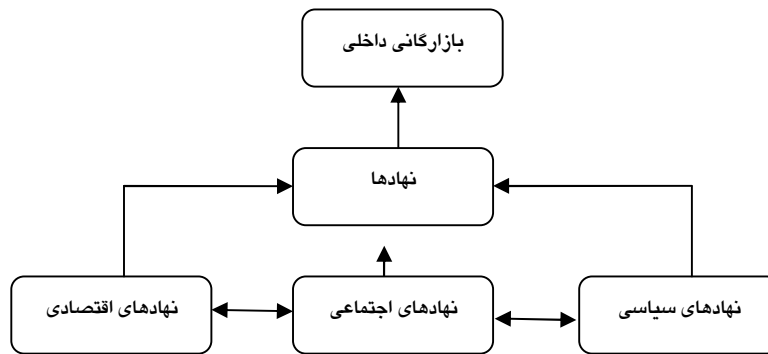 بازارگانی داخلی
نهادها
نهادهای سیاسی
نهادهای اجتماعی
نهادهای اقتصادی